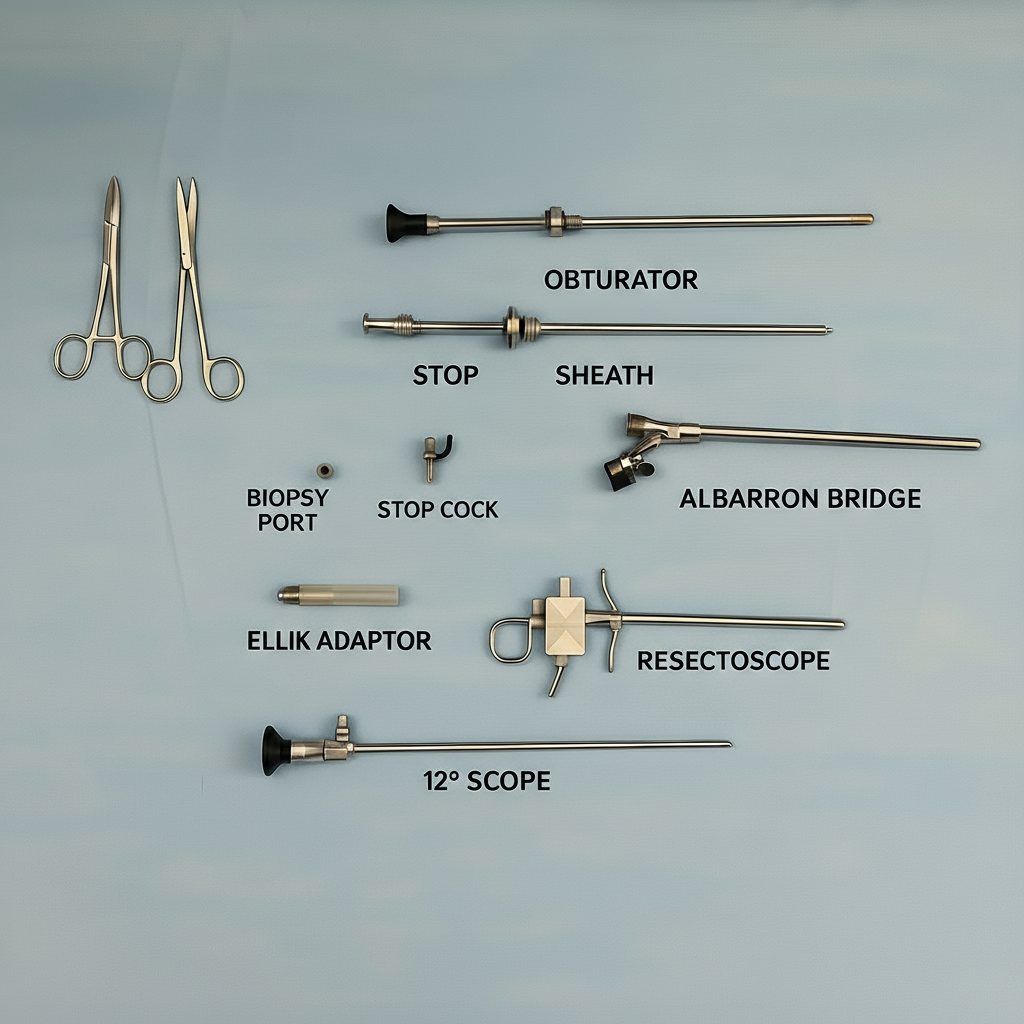 OBTURATOR
STOP
SHEATH
BIOPSY
PORT
STOP COCK
ALBARRON BRIDGE
ELLIK ADAPTOR
RESECTOSCOPE
12° SCOPE